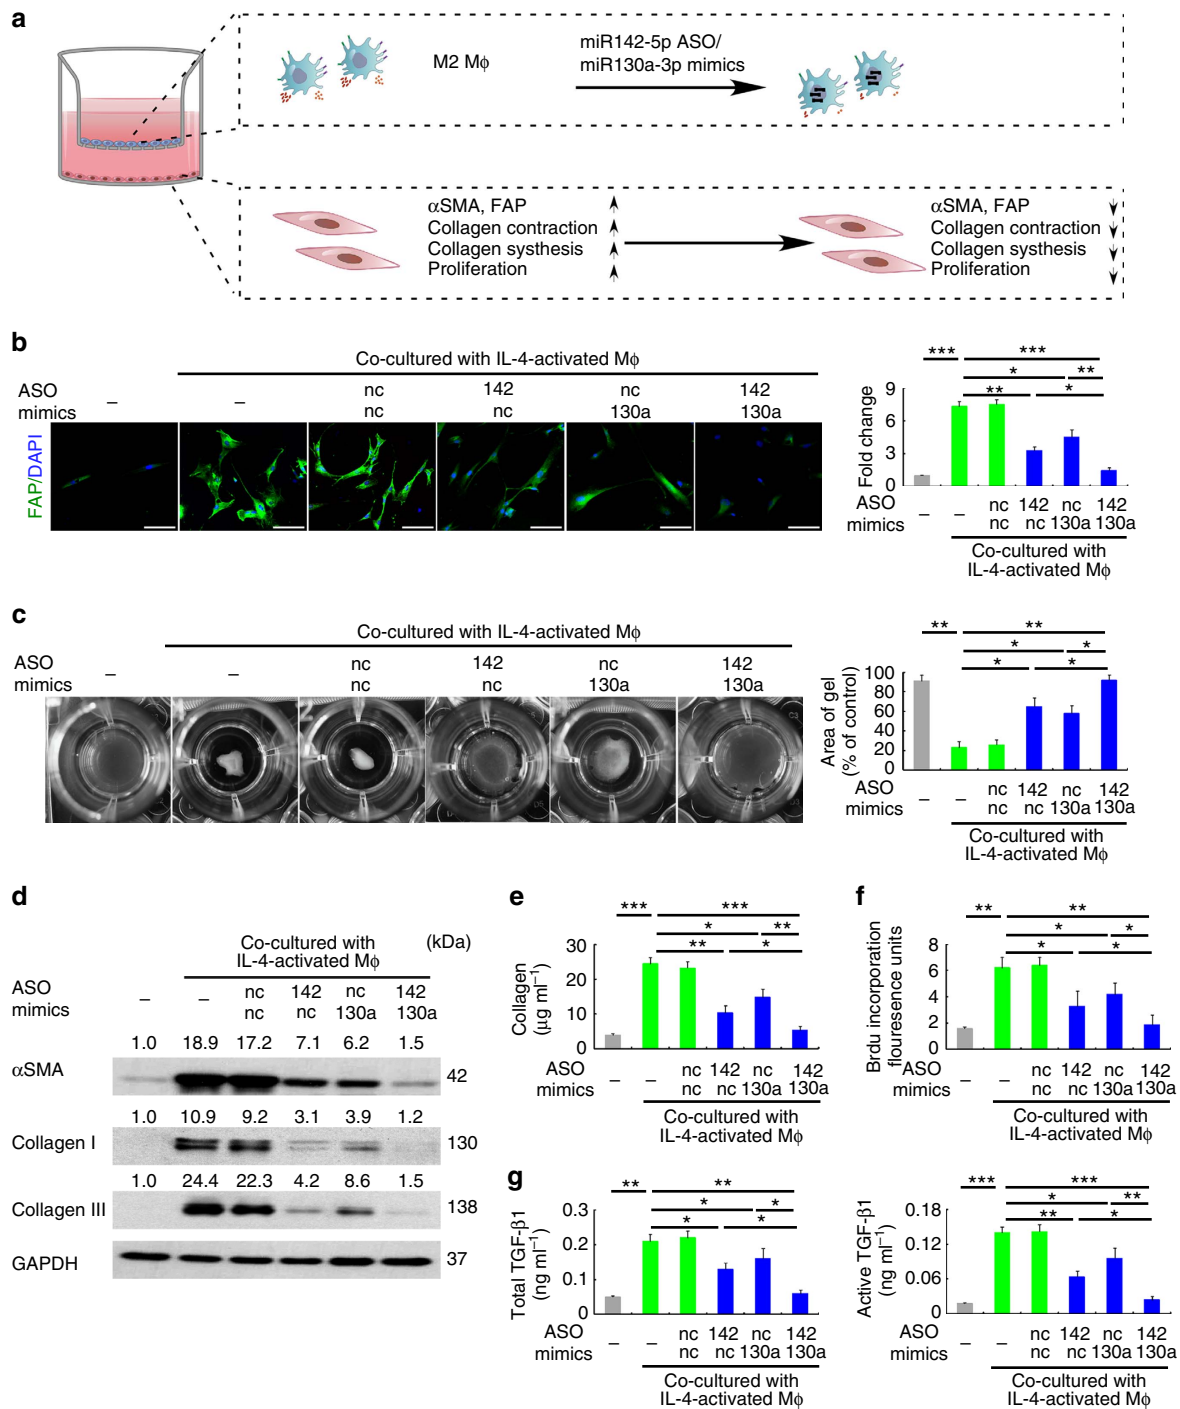 a
M2 Mϕ
miR142-5p ASO/
miR130a-3p mimics
αSMA, FAP
Collagen contraction
Collagen systhesis
Proliferation
αSMA, FAP
Collagen contraction
Collagen systhesis
Proliferation
b
Co-cultured with IL-4-activated Mϕ
ASO – – nc 142 nc 142
mimics nc nc 130a 130a
FAP/DAPI
*** ***
* **
** *
Fold change
9
6
3
0
ASO – – nc 142 nc 142
mimics nc nc 130a 130a
Co-cultured with
IL-4-activated Mϕ
c
Co-cultured with IL-4-activated Mϕ
ASO – – nc 142 nc 142
mimics nc nc 130a 130a
** **
* *
* *
Area of gel
(% of control)
100
80
60
40
20
0
ASO – – nc 142 nc 142
mimics nc nc 130a 130a
Co-cultured with
IL-4-activated Mϕ
d
Co-cultured with
IL-4-activated Mϕ
(kDa)
ASO – – nc 142 nc 142
mimics nc nc 130a 130a
1.0 18.9 17.2 7.1 6.2 1.5
αSMA 42
1.0 10.9 9.2 3.1 3.9 1.2
Collagen I 130
1.0 24.4 22.3 4.2 8.6 1.5
Collagen III 138
GAPDH 37
e
*** ***
* **
** *
Collagen
(μg ml⁻¹)
30
20
10
0
ASO – – nc 142 nc 142
mimics nc nc 130a 130a
Co-cultured with
IL-4-activated Mϕ
f
** **
* *
* *
Brdu incorporation
flouresence units
8
6
4
2
0
ASO – – nc 142 nc 142
mimics nc nc 130a 130a
Co-cultured with
IL-4-activated Mϕ
g
** **
* *
* *
Total TGF-β1
(ng ml⁻¹)
0.3
0.2
0.1
0
ASO – – nc 142 nc 142
mimics nc nc 130a 130a
Co-cultured with
IL-4-activated Mϕ
*** ***
* **
** *
Active TGF-β1
(ng ml⁻¹)
0.18
0.12
0.06
0
ASO – – nc 142 nc 142
mimics nc nc 130a 130a
Co-cultured with
IL-4-activated Mϕ